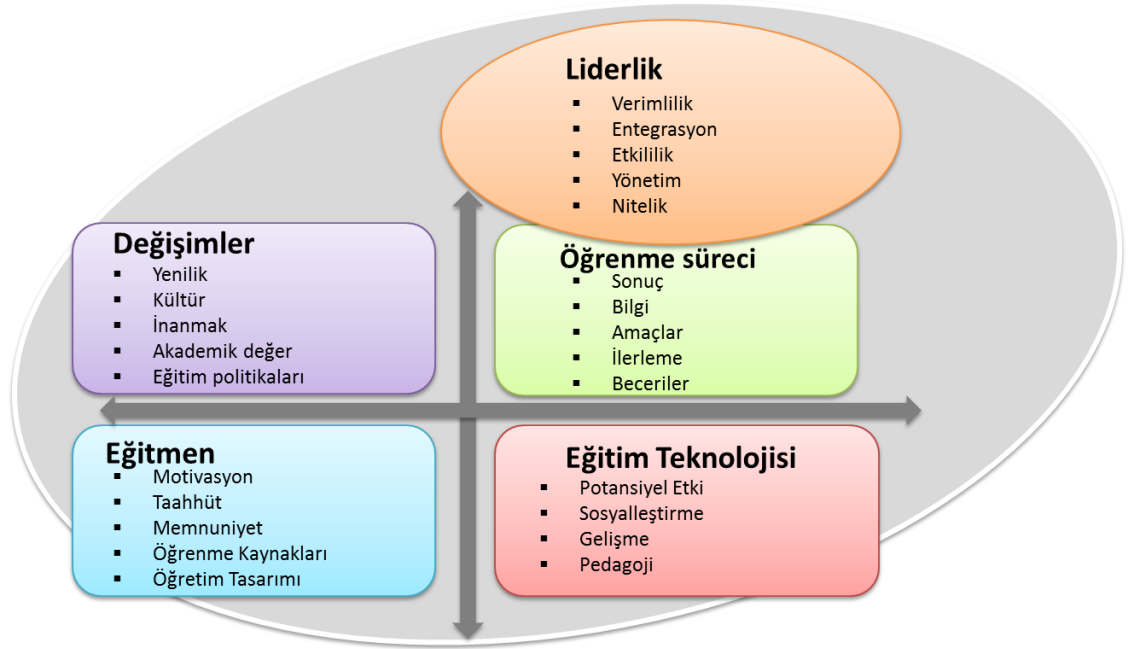 Liderlik
▪ Verimlilik
▪ Entegrasyon
▪ Etkililik
▪ Yönetim
▪ Nitelik
Değişimler
▪ Yenilik
▪ Kültür
▪ İnanmak
▪ Akademik değer
▪ Eğitim politikaları
Öğrenme süreci
▪ Sonuç
▪ Bilgi
▪ Amaçlar
▪ İlerleme
▪ Beceriler
Eğitmen
▪ Motivasyon
▪ Taahhüt
▪ Memnuniyet
▪ Öğrenme Kaynakları
▪ Öğretim Tasarımı
Eğitim Teknolojisi
▪ Potansiyel Etki
▪ Sosyalleştirme
▪ Gelişme
▪ Pedagoji